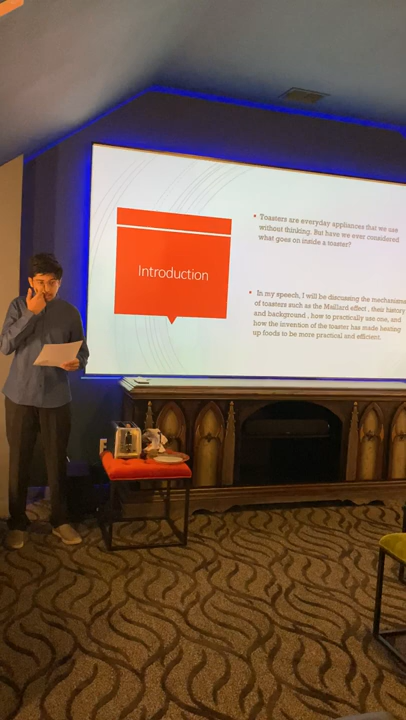 Introduction
Toasters are everyday appliances that we use
without thinking. But have we ever considered
what goes on inside a toaster?
In my speech, I will be discussing the mechanisms
of toasters such as the Maillard effect , their history
and background , how to practically use one, and
how the invention of the toaster has made heating
up foods to be more practical and efficient.